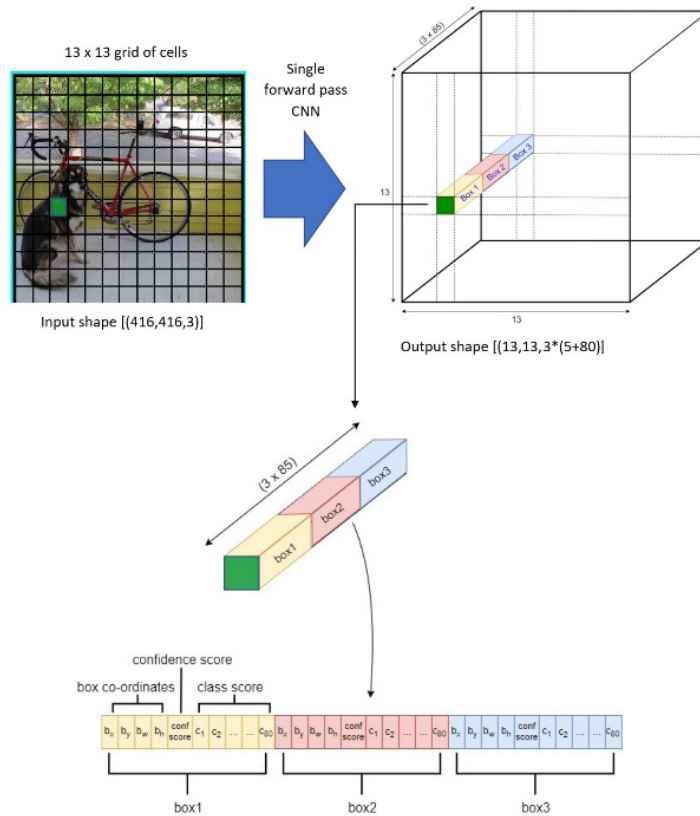 13 x 13 grid of cells
Single
forward pass
CNN
Input shape [(416,416,3)]
(3 x 85)
13
Box 1
Box 2
Box 3
13
Output shape [(13,13,3*(5+80)]
(3 x 85)
box1
box2
box3
confidence score
box co-ordinates
class score
bx by bw bh conf score c1 c2 ... ... c80 bx by bw bh conf score c1 c2 ... ... c80 bx by bw bh conf score c1 c2 ... ... c80
box1
box2
box3